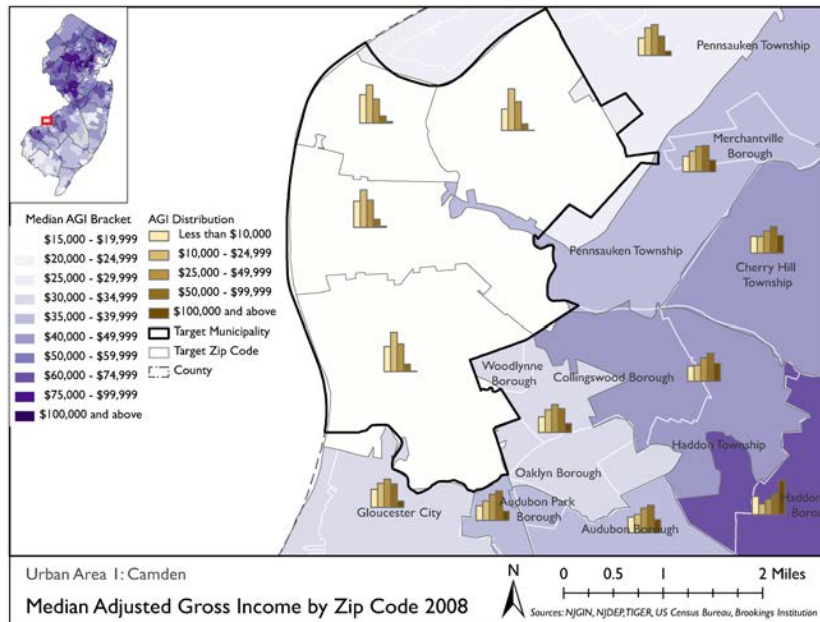 Pennsauken Township
Merchantville
Borough
Pennsauken Township
Cherry Hill
Township
Woodlynne
Borough
Collingswood Borough
Haddon Township
Oaklyn Borough
Gloucester City
Audubon Park
Borough
Audubon Borough
Median AGI Bracket
$15,000 - $19,999
$20,000 - $24,999
$25,000 - $29,999
$30,000 - $34,999
$35,000 - $39,999
$40,000 - $49,999
$50,000 - $59,999
$60,000 - $74,999
$75,000 - $99,999
$100,000 and above
AGI Distribution
Less than $10,000
$10,000 - $24,999
$25,000 - $49,999
$50,000 - $99,999
$100,000 and above
Target Municipality
Target Zip Code
County
Urban Area 1: Camden
Median Adjusted Gross Income by Zip Code 2008
N
0 0.5 1 2 Miles
Sources: NJGIN, NJDEP,TIGER, US Census Bureau, Brookings Institution